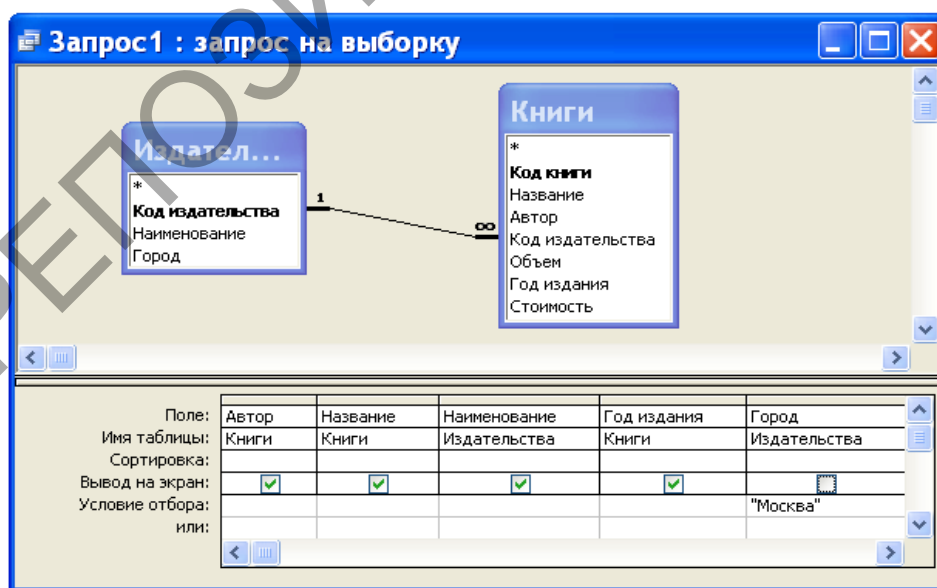 Запрос1 : запрос на выборку
Издател...
*
Код издательства
Наименование
Город
1
∞
Книги
*
Код книги
Название
Автор
Код издательства
Объем
Год издания
Стоимость
Поле: Автор Название Наименование Год издания Город
Имя таблицы: Книги Книги Издательства Книги Издательства
Сортировка:
Вывод на экран:
Условие отбора: "Москва"
или: